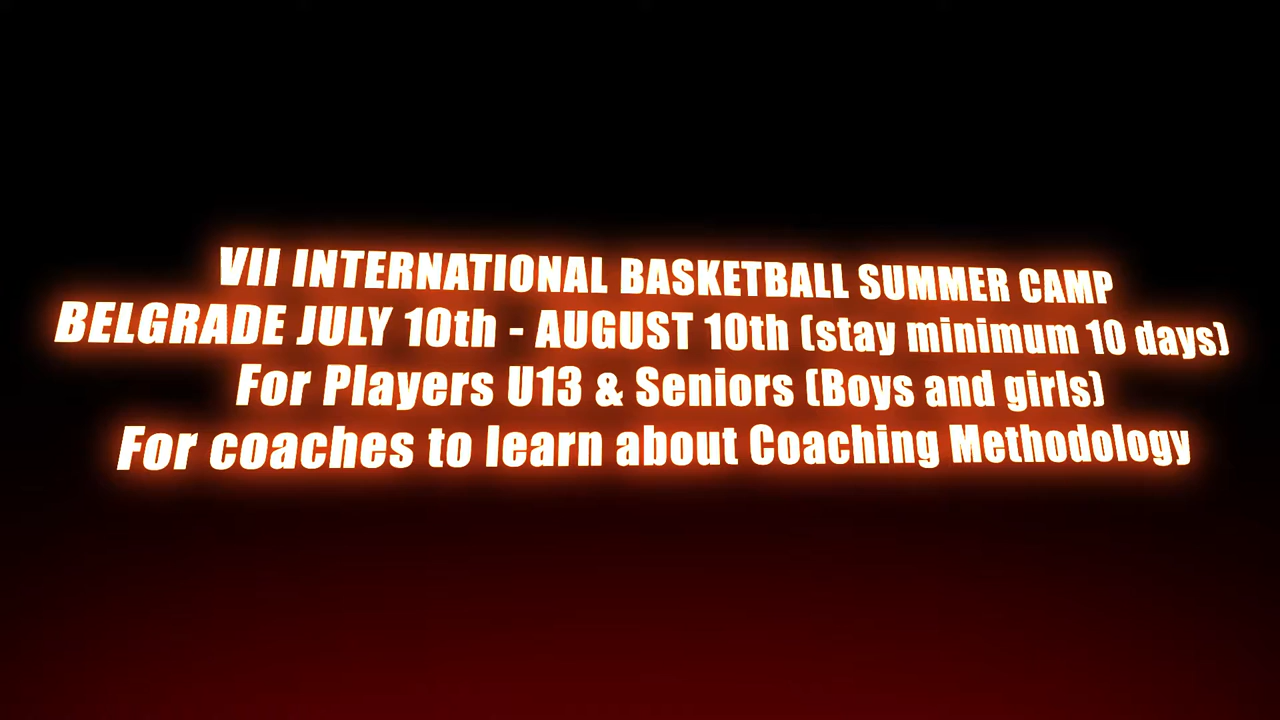 VII INTERNATIONAL BASKETBALL SUMMER CAMP
BELGRADE JULY 10th - AUGUST 10th (stay minimum 10 days)
For Players U13 & Seniors (Boys and girls)
For coaches to learn about Coaching Methodology